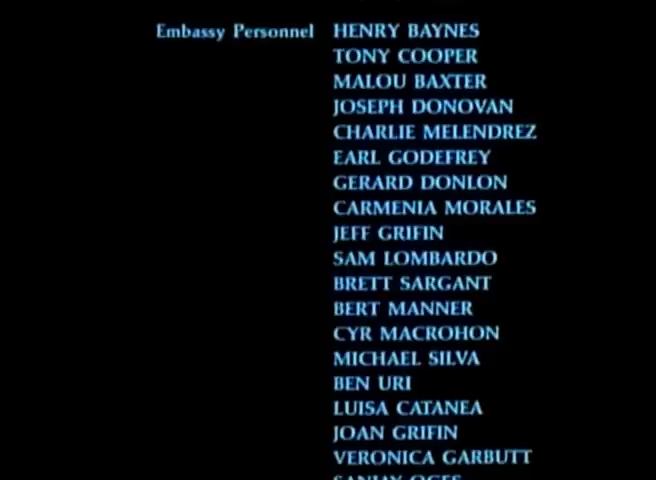 Embassy Personnel HENRY BAYNES
TONY COOPER
MALOU BAXTER
JOSEPH DONOVAN
CHARLIE MELENDREZ
EARL GODEFREY
GERARD DONLON
CARMENIA MORALES
JEFF GRIFIN
SAM LOMBARDO
BRETT SARGANT
BERT MANNER
CYR MACROHON
MICHAEL SILVA
BEN URI
LUISA CATANEA
JOAN GRIFIN
VERONICA GARBUTT